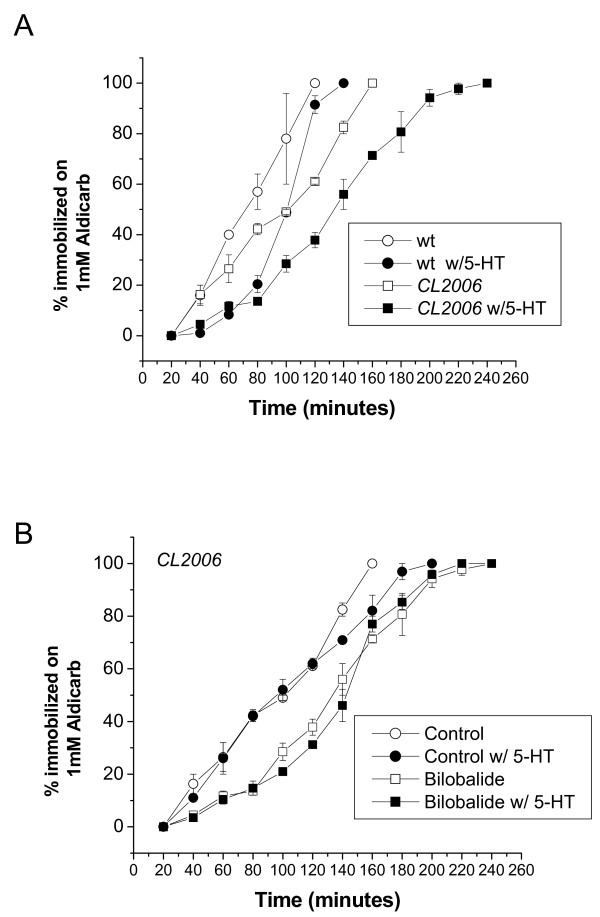 A
% immobilized on
1mM Aldicarb
100
80
60
40
20
0
wt
wt w/5-HT
CL2006
CL2006 w/5-HT
0 20 40 60 80 100 120 140 160 180 200 220 240 260
Time (minutes)
B
CL2006
% immobilized on
1mM Aldicarb
100
80
60
40
20
0
Control
Control w/ 5-HT
Bilobalide
Bilobalide w/ 5-HT
0 20 40 60 80 100 120 140 160 180 200 220 240 260
Time (minutes)